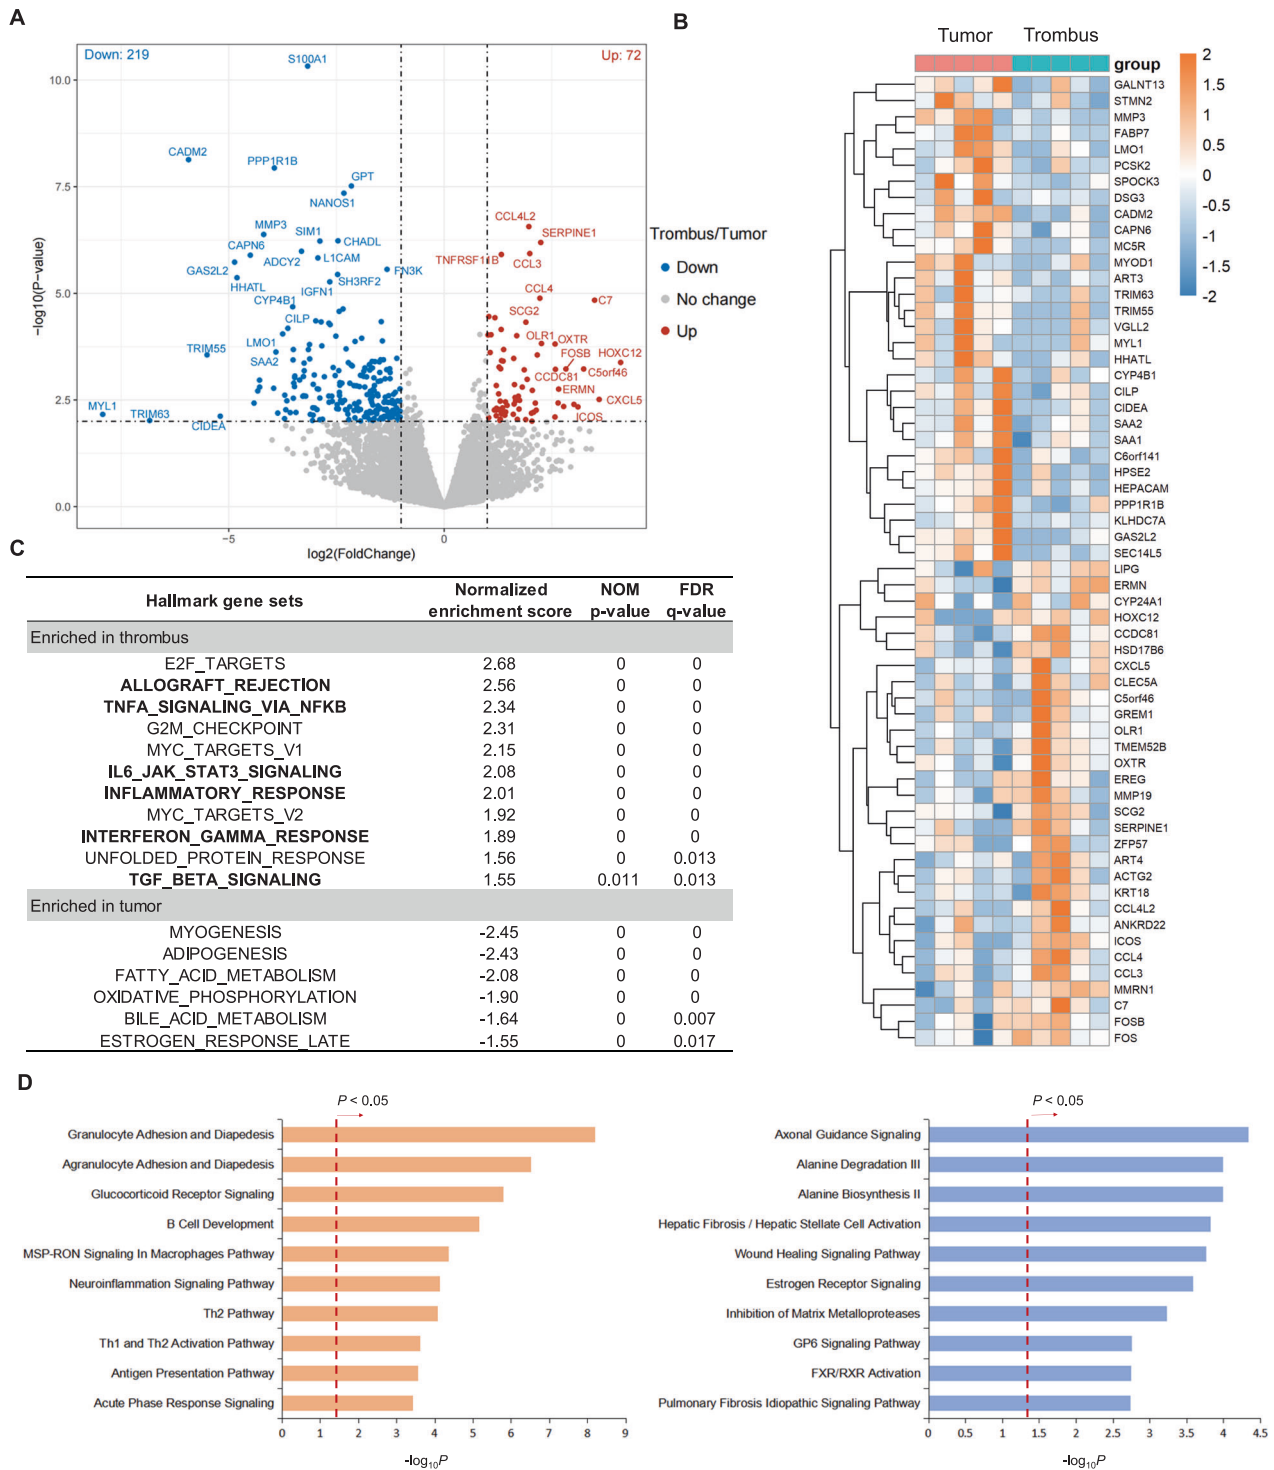 A
Down: 219
Up: 72
S100A1
CADM2
PPP1R1B
GPT
NANOS1
MMP3
SIM1
CHADL
CAPN6
ADCY2
L1CAM
GAS2L2
HHATL
SH3RF2
FN3K
IGFN1
CYP4B1
CILP
LMO1
TRIM55
SAA2
MYL1
TRIM63
CIDEA
CCL4L2
SERPINE1
TNFRSF11B
CCL3
CCL4
C7
SCG2
OLR1
OXTR
FOSB
HOXC12
CCDC81
C5orf46
ERMN
CXCL5
ICOS
10.0
7.5
5.0
2.5
0.0
−5
0
−log10(P−value)
log2(FoldChange)
Trombus/Tumor
Down
No change
Up
B
Tumor
Trombus
group
GALNT13
STMN2
MMP3
FABP7
LMO1
PCSK2
SPOCK3
DSG3
CADM2
CAPN6
MC5R
MYOD1
ART3
TRIM63
TRIM55
VGLL2
MYL1
HHATL
CYP4B1
CILP
CIDEA
SAA2
SAA1
C6orf141
HPSE2
HEPACAM
PPP1R1B
KLHDC7A
GAS2L2
SEC14L5
LIPG
ERMN
CYP24A1
HOXC12
CCDC81
HSD17B6
CXCL5
CLEC5A
C5orf46
GREM1
OLR1
TMEM52B
OXTR
EREG
MMP19
SCG2
SERPINE1
ZFP57
ART4
ACTG2
KRT18
CCL4L2
ANKRD22
ICOS
CCL4
CCL3
MMRN1
C7
FOSB
FOS
2
1.5
1
0.5
0
−0.5
−1
−1.5
−2
C
Hallmark gene sets Normalized enrichment score NOM p-value FDR q-value
Enriched in thrombus
E2F_TARGETS 2.68 0 0
ALLOGRAFT_REJECTION 2.56 0 0
TNFA_SIGNALING_VIA_NFKB 2.34 0 0
G2M_CHECKPOINT 2.31 0 0
MYC_TARGETS_V1 2.15 0 0
IL6_JAK_STAT3_SIGNALING 2.08 0 0
INFLAMMATORY_RESPONSE 2.01 0 0
MYC_TARGETS_V2 1.92 0 0
INTERFERON_GAMMA_RESPONSE 1.89 0 0
UNFOLDED_PROTEIN_RESPONSE 1.56 0 0.013
TGF_BETA_SIGNALING 1.55 0.011 0.013
Enriched in tumor
MYOGENESIS -2.45 0 0
ADIPOGENESIS -2.43 0 0
FATTY_ACID_METABOLISM -2.08 0 0
OXIDATIVE_PHOSPHORYLATION -1.90 0 0
BILE_ACID_METABOLISM -1.64 0 0.007
ESTROGEN_RESPONSE_LATE -1.55 0 0.017
D
P < 0.05
Granulocyte Adhesion and Diapedesis
Agranulocyte Adhesion and Diapedesis
Glucocorticoid Receptor Signaling
B Cell Development
MSP-RON Signaling In Macrophages Pathway
Neuroinflammation Signaling Pathway
Th2 Pathway
Th1 and Th2 Activation Pathway
Antigen Presentation Pathway
Acute Phase Response Signaling
0 1 2 3 4 5 6 7 8 9
-log10P
P < 0.05
Axonal Guidance Signaling
Alanine Degradation III
Alanine Biosynthesis II
Hepatic Fibrosis / Hepatic Stellate Cell Activation
Wound Healing Signaling Pathway
Estrogen Receptor Signaling
Inhibition of Matrix Metalloproteases
GP6 Signaling Pathway
FXR/RXR Activation
Pulmonary Fibrosis Idiopathic Signaling Pathway
0 0.5 1 1.5 2 2.5 3 3.5 4 4.5
-log10P